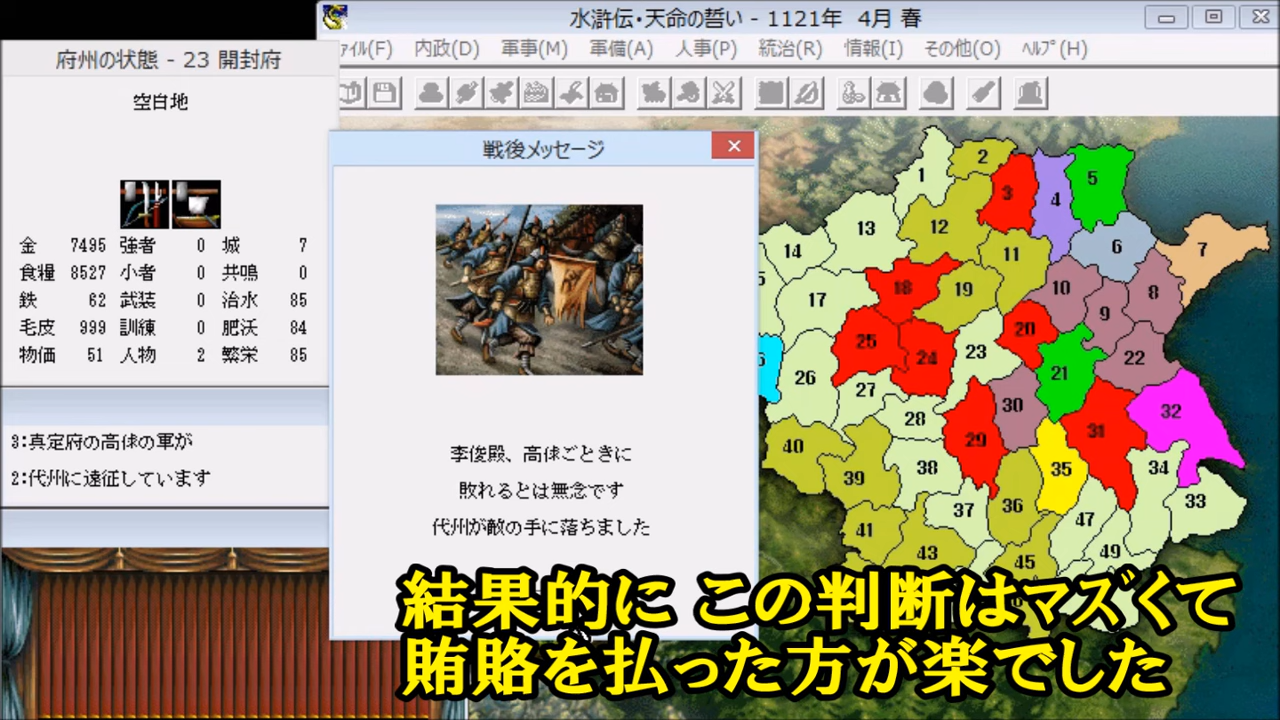 水滸伝・天命の誓い - 1121年 4月 春
ｧｲﾙ(F) 内政(D) 軍事(M) 軍備(A) 人事(P) 統治(R) 情報(I) その他(O) ﾍﾙﾌﾟ(H)
府州の状態 - 23 開封府
空白地
金 7495 強者 0 城 7
食糧 8527 小者 0 共鳴 0
鉄 62 武装 0 治水 85
毛皮 999 訓練 0 肥沃 84
物価 51 人物 2 繁栄 85
3:真定府の高俅の軍が
2:代州に遠征しています
戦後メッセージ
李俊殿、高俅ごときに
敗れるとは無念です
代州が敵の手に落ちました
1
2
3
4
5
6
7
8
9
10
11
12
13
14
17
18
19
20
21
22
23
24
25
26
27
28
29
30
31
32
33
34
35
36
37
38
39
40
41
43
45
47
49
結果的に この判断はマズくて
賄賂を払った方が楽でした